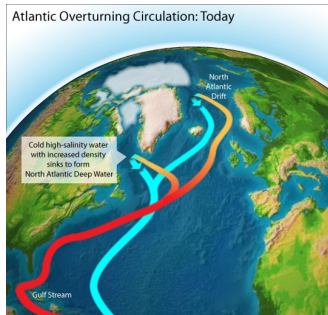 Atlantic Overturning Circulation: Today
North
Atlantic
Drift
Cold high-salinity water
with increased density
sinks to form
North Atlantic Deep Water
Gulf Stream